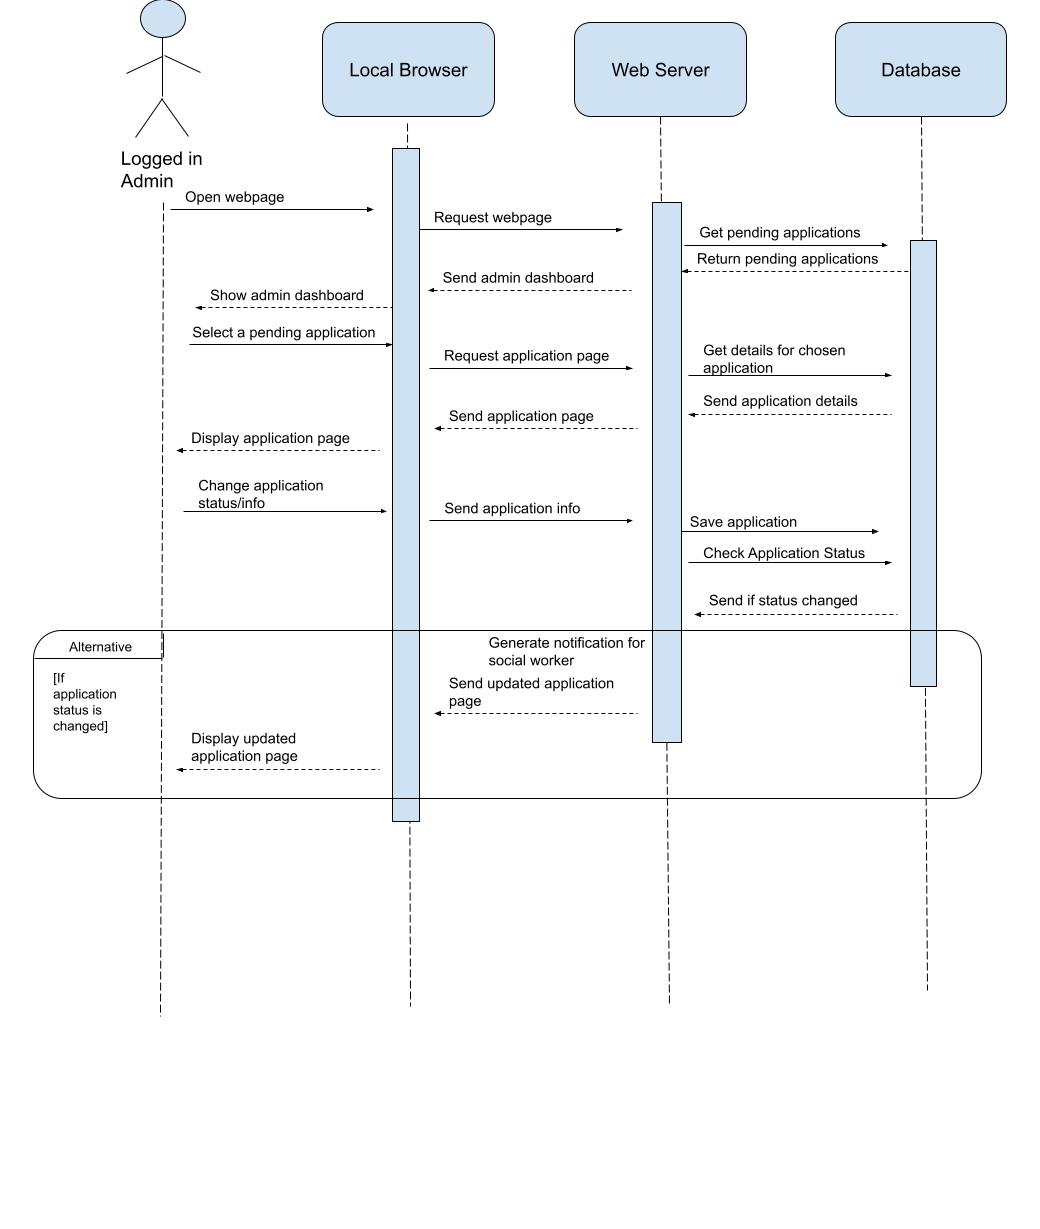 Local Browser
Web Server
Database
Logged in
Admin
Open webpage
Request webpage
Get pending applications
Return pending applications
Send admin dashboard
Show admin dashboard
Select a pending application
Request application page
Get details for chosen
application
Send application details
Send application page
Display application page
Change application
status/info
Send application info
Save application
Check Application Status
Send if status changed
Alternative
[If
application
status is
changed]
Generate notification for
social worker
Send updated application
page
Display updated
application page